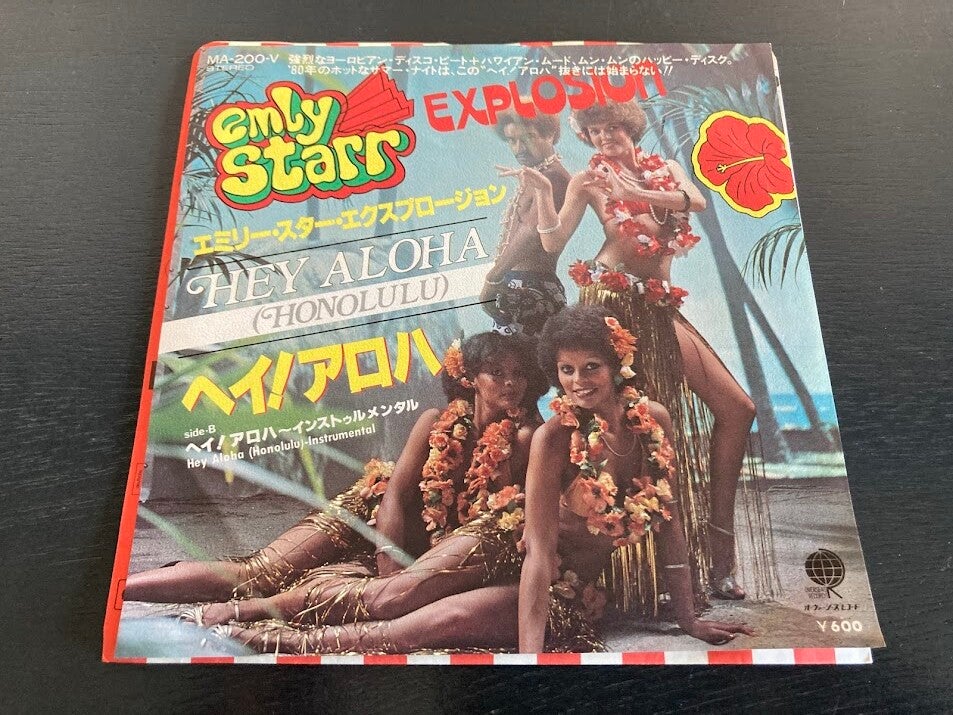 MA-200-V
STEREO
強烈なヨーロピアン・ディスコ・ビート+ハワイアン・ムード、ムン・ムンのハッピー・ディスク。
'80年のホットなサマー・ナイトは、この"ヘイ!アロハ"抜きには始まらない!!
emly
starr
EXPLOSION
エミリー・スター・エクスプロージョン
HEY ALOHA
(HONOLULU)
ヘイ!アロハ
side-B
ヘイ!アロハ〜インストゥルメンタル
Hey Aloha (Honolulu)-Instrumental
OVERSEAS
RECORDS
オーヴァーシーズレコード
¥600